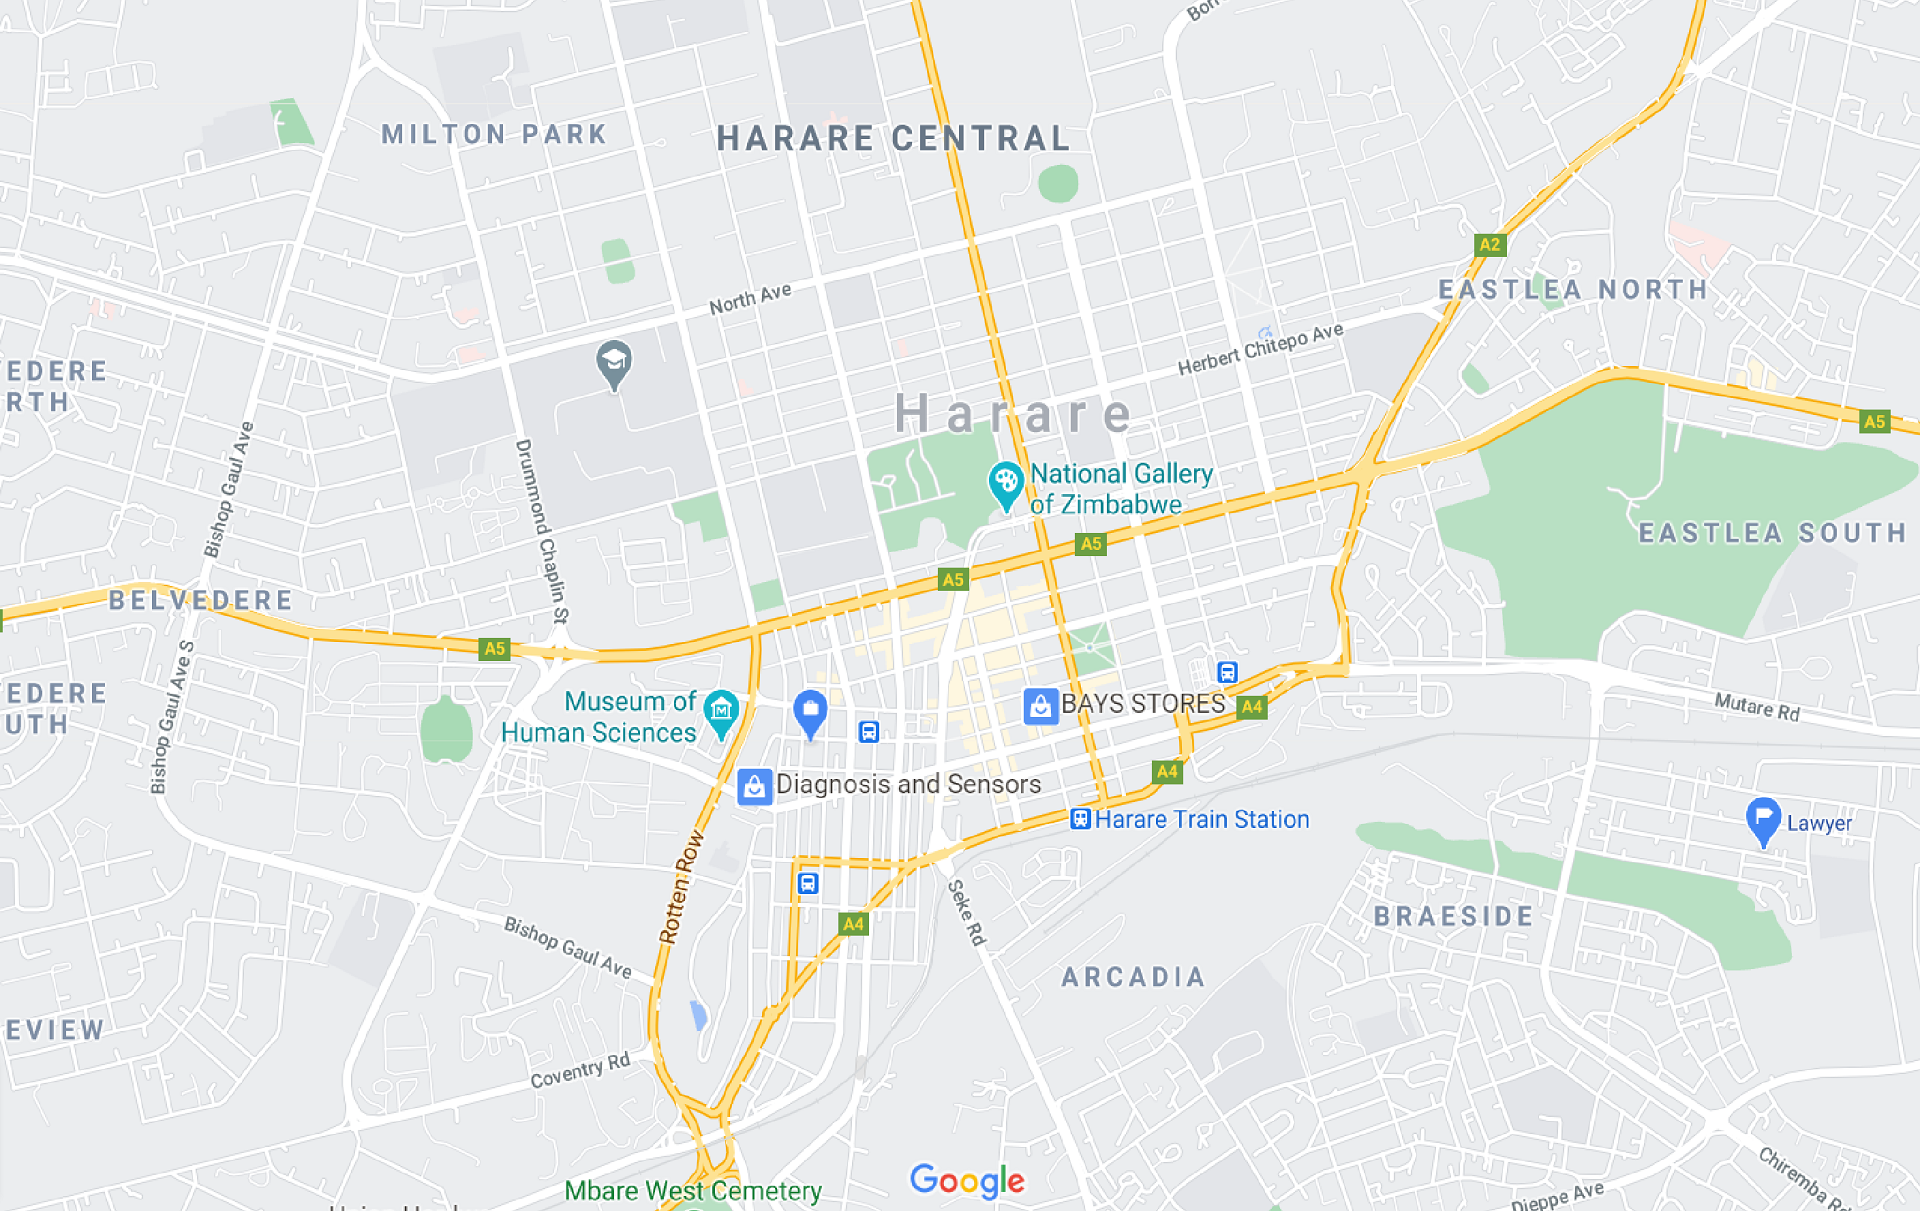 Bor
MILTON PARK
HARARE CENTRAL
A2
EASTLEA NORTH
North Ave
Herbert Chitepo Ave
EDERE
RTH
Harare
A5
Bishop Gaul Ave
Drummond Chaplin St
National Gallery
of Zimbabwe
EASTLEA SOUTH
A5
A5
BELVEDERE
A5
Bishop Gaul Ave S
EDERE
UTH
Museum of
Human Sciences
BAYS STORES
A4
Mutare Rd
A4
Diagnosis and Sensors
Harare Train Station
Lawyer
Rotten Row
Seke Rd
A4
BRAESIDE
Bishop Gaul Ave
ARCADIA
EVIEW
Coventry Rd
Google
Mbare West Cemetery
Chiremba Rd
Dieppe Ave